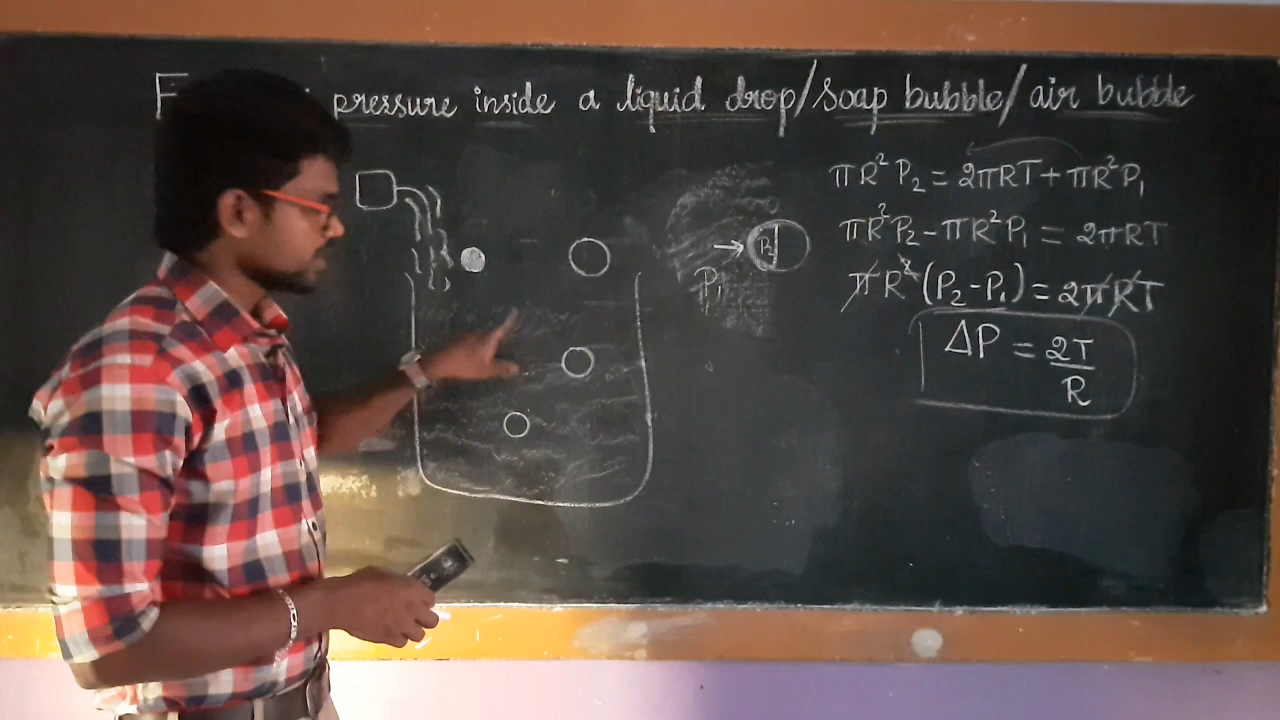 pressure inside a liquid drop/soap bubble/air bubble
πR²P₂ = 2πRT + πR²P₁
πR²P₂ - πR²P₁ = 2πRT
πR²(P₂-P₁) = 2πRT
ΔP = 2T/R
P₂
P₁